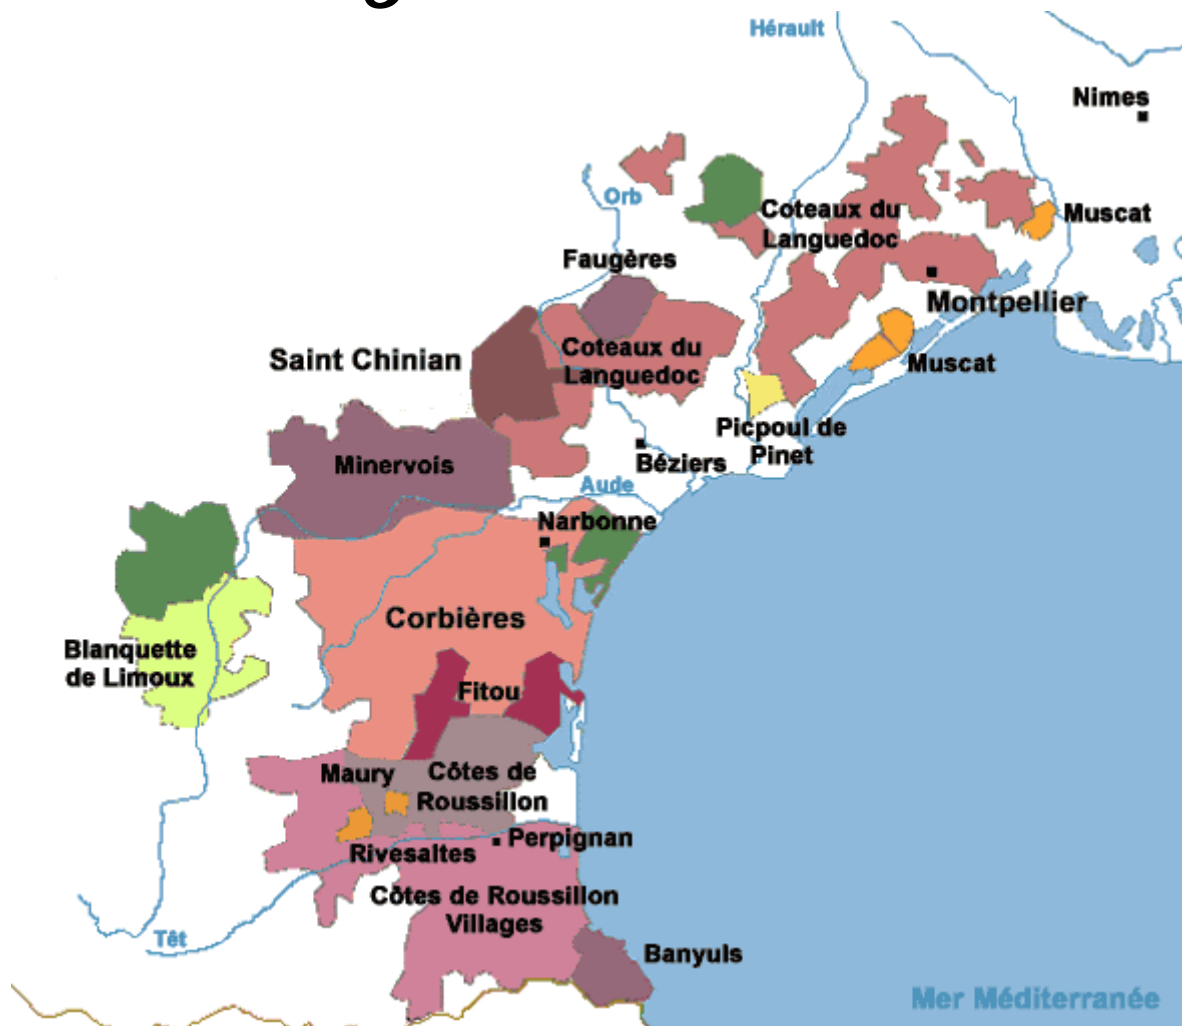 Hérault
Nimes
Orb
Coteaux du
Languedoc
Muscat
Faugères
Montpellier
Saint Chinian
Coteaux du
Languedoc
Muscat
Picpoul de
Pinet
Minervois
Béziers
Aude
Narbonne
Corbières
Blanquette
de Limoux
Fitou
Maury
Côtes de
Roussillon
Perpignan
Rivesaltes
Côtes de Roussillon
Villages
Têt
Banyuls
Mer Méditerranée